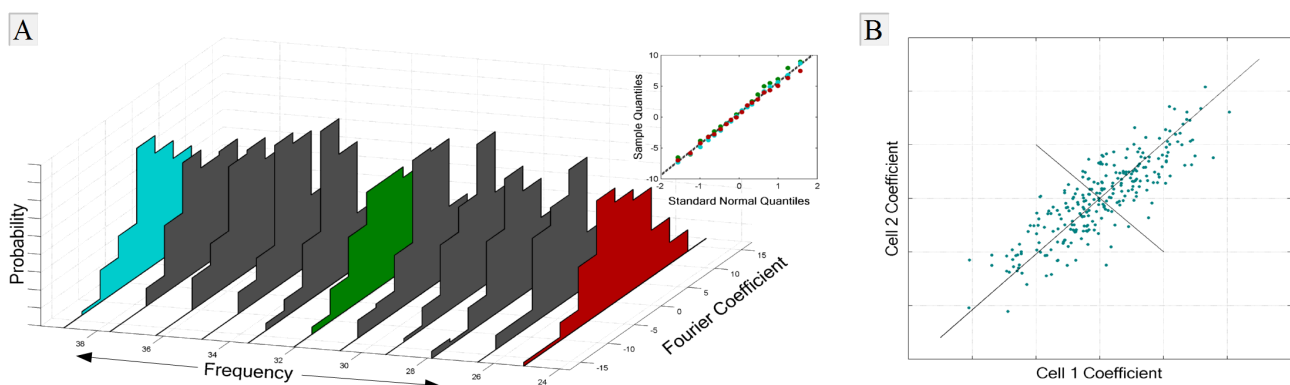 A
Probability
38
36
34
32
30
28
26
24
Frequency
-15
-10
-5
0
5
10
15
Fourier Coefficient
10
5
0
-5
-10
-2
-1
0
1
2
Sample Quantiles
Standard Normal Quantiles
B
Cell 2 Coefficient
Cell 1 Coefficient